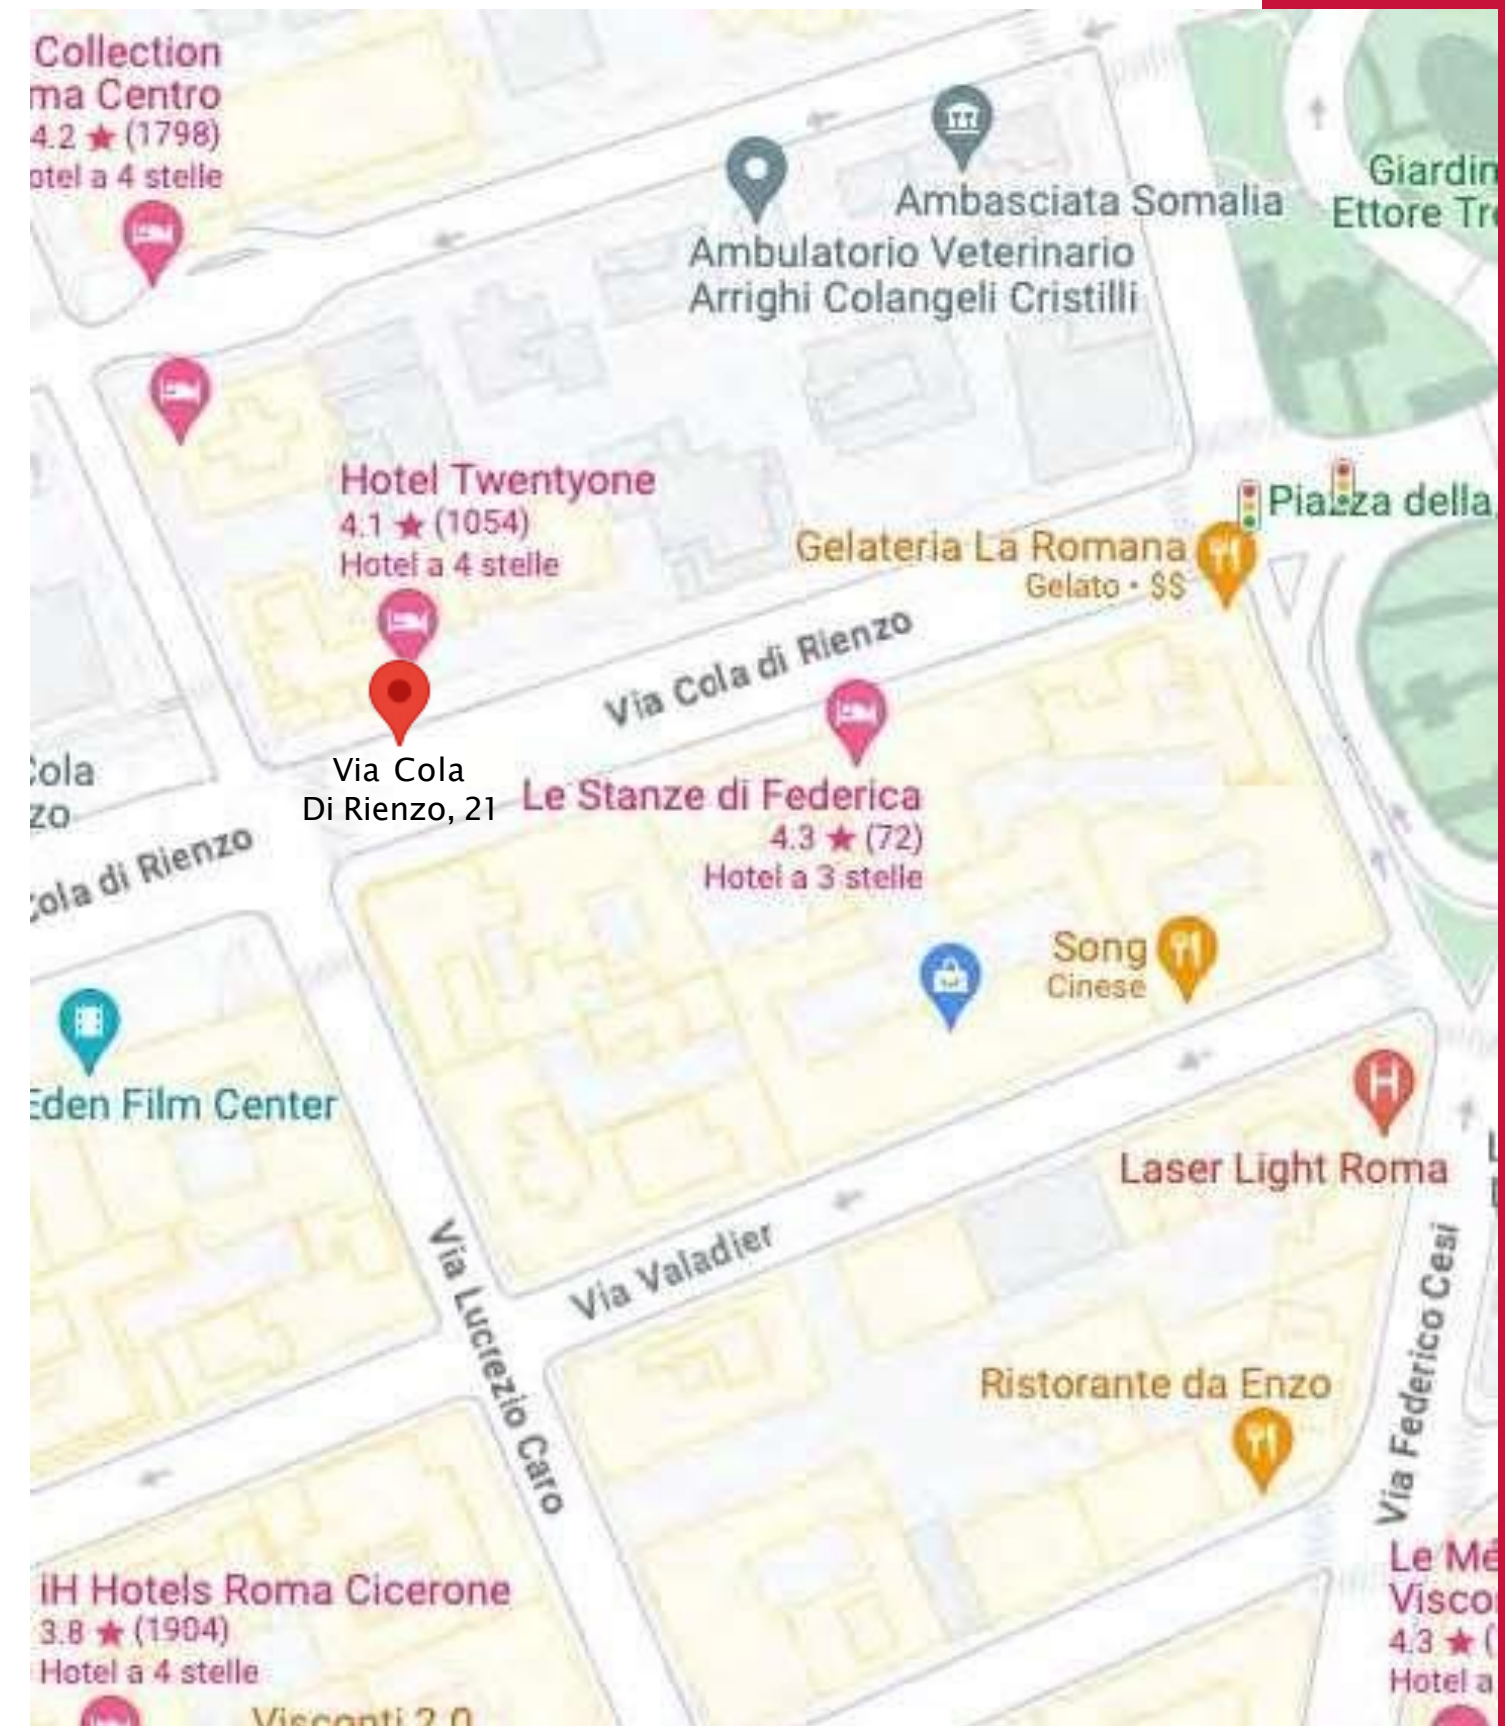 Collection
ma Centro
4.2 ★ (1798)
otel a 4 stelle
Ambasciata Somalia
Giardin
Ettore Tr
Ambulatorio Veterinario
Arrighi Colangeli Cristilli
Hotel Twentyone
4.1 ★ (1054)
Hotel a 4 stelle
Piazza della
Gelateria La Romana
Gelato • $$
Via Cola di Rienzo
Via Cola
Di Rienzo, 21
Cola
zo
Le Stanze di Federica
4.3 ★ (72)
Hotel a 3 stelle
Cola di Rienzo
Song
Cinese
Eden Film Center
Laser Light Roma
Via Valadier
Via Lucrezio Caro
Via Federico Cesi
Ristorante da Enzo
iH Hotels Roma Cicerone
3.8 ★ (1904)
Hotel a 4 stelle
Visconti 2.0
Le Mé
Visco
4.3 ★ (
Hotel a